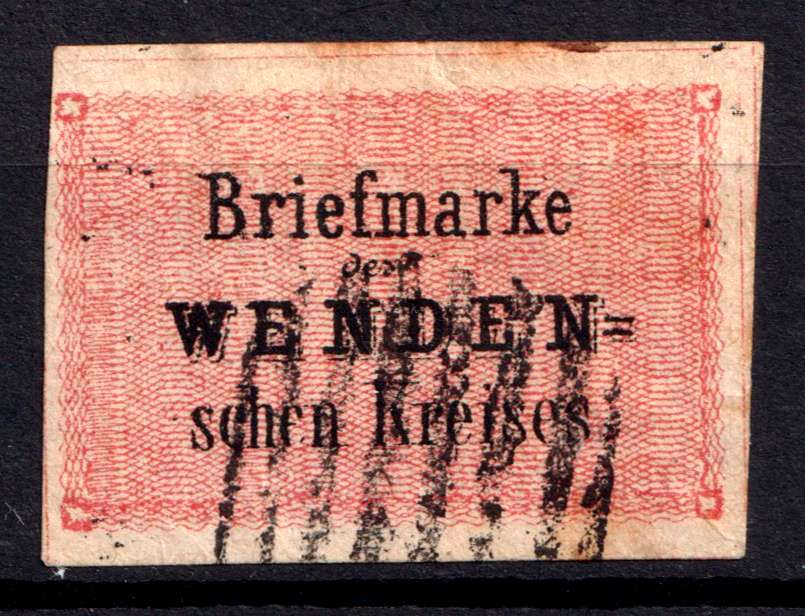 Briefmarke
des
WENDEN=
schen Kreises